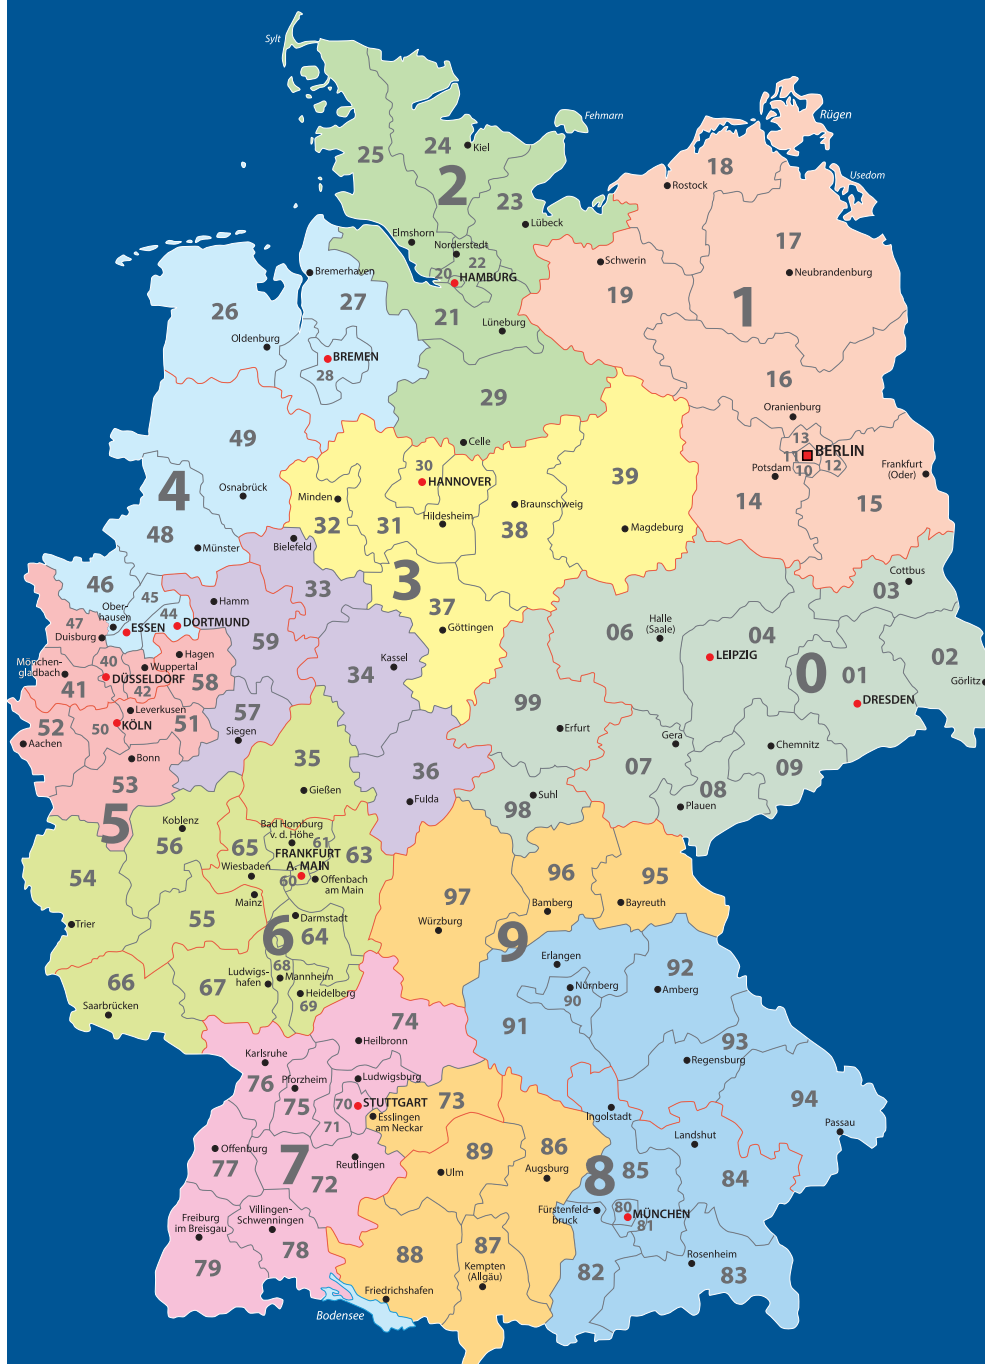 Sylt
Fehmarn
Rügen
Usedom
25
24
Kiel
2
23
Lübeck
18
Rostock
17
Neubrandenburg
Elmshorn
Norderstedt
22
20
HAMBURG
Schwerin
19
1
Bremerhaven
27
26
Oldenburg
BREMEN
28
21
Lüneburg
29
Celle
16
Oranienburg
13
11
BERLIN
10
12
Potsdam
14
15
Frankfurt
(Oder)
49
4
Osnabrück
48
Münster
30
HANNOVER
Minden
32
31
Hildesheim
Braunschweig
38
39
Magdeburg
3
37
Göttingen
Bielefeld
33
46
45
44
Ober-
hausen
ESSEN
DORTMUND
Hamm
59
47
Duisburg
Hagen
Wuppertal
58
40
DÜSSELDORF
42
Mönchen-
gladbach
41
34
Kassel
06
Halle
(Saale)
04
LEIPZIG
Cottbus
03
0
01
DRESDEN
02
Görlitz
52
Aachen
50
KÖLN
Leverkusen
51
Bonn
53
5
57
Siegen
99
Erfurt
Gera
07
Chemnitz
09
08
Plauen
98
Suhl
35
Gießen
36
Fulda
Koblenz
56
54
Trier
55
65
Bad Homburg
v. d. Höhe
61
63
FRANKFURT
A. MAIN
Wiesbaden
60
Offenbach
am Main
Mainz
Darmstadt
64
6
66
Saarbrücken
67
Ludwigs-
hafen
68
Mannheim
Heidelberg
69
97
Würzburg
96
Bamberg
95
Bayreuth
9
Erlangen
Nürnberg
90
91
92
Amberg
93
Regensburg
94
Passau
74
Heilbronn
Karlsruhe
76
Pforzheim
75
Ludwigsburg
70
STUTTGART
71
Esslingen
am Neckar
73
Offenburg
77
7
72
Reutlingen
Freiburg
im Breisgau
79
Villingen-
Schwenningen
78
89
Ulm
86
Augsburg
88
Friedrichshafen
87
Kempten
(Allgäu)
Bodensee
Ingolstadt
8
85
Landshut
84
Fürstenfeld-
bruck
80
MÜNCHEN
81
82
Rosenheim
83